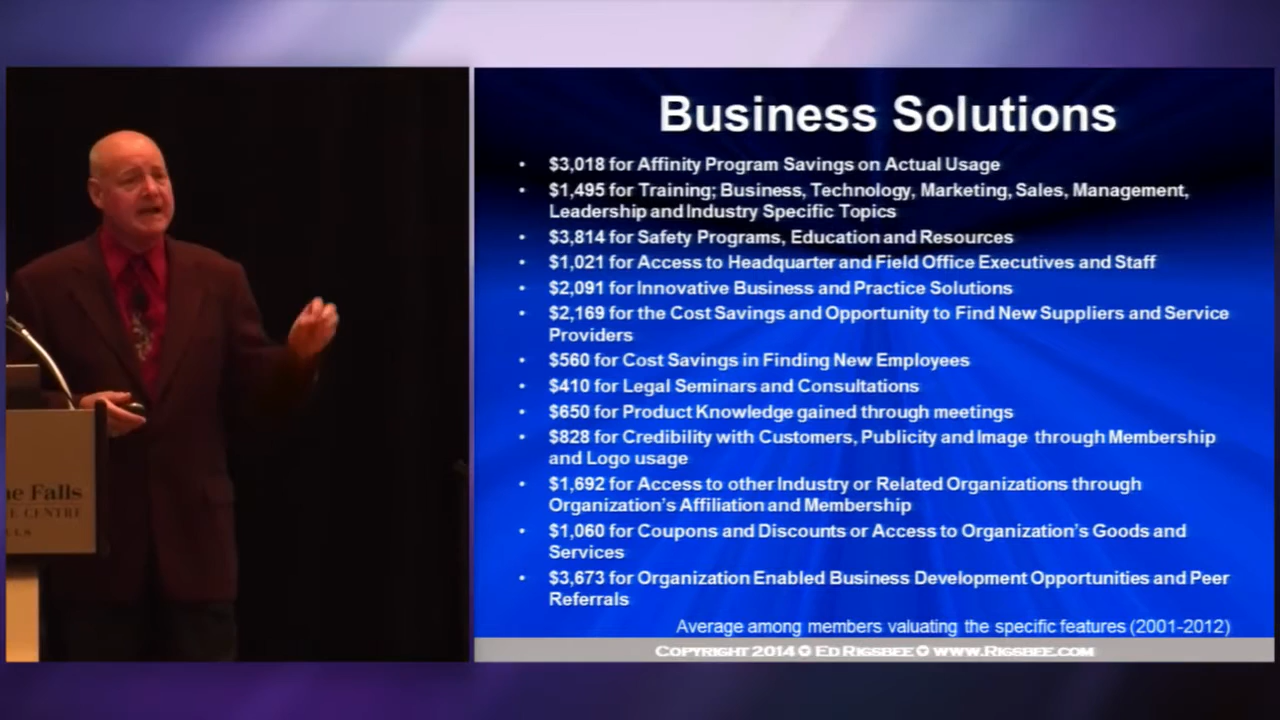 Business Solutions
• $3,018 for Affinity Program Savings on Actual Usage
• $1,495 for Training; Business, Technology, Marketing, Sales, Management,
Leadership and Industry Specific Topics
• $3,814 for Safety Programs, Education and Resources
• $1,021 for Access to Headquarter and Field Office Executives and Staff
• $2,091 for Innovative Business and Practice Solutions
• $2,169 for the Cost Savings and Opportunity to Find New Suppliers and Service
Providers
• $560 for Cost Savings in Finding New Employees
• $410 for Legal Seminars and Consultations
• $650 for Product Knowledge gained through meetings
• $828 for Credibility with Customers, Publicity and Image through Membership
and Logo usage
• $1,692 for Access to other Industry or Related Organizations through
Organization's Affiliation and Membership
• $1,060 for Coupons and Discounts or Access to Organization's Goods and
Services
• $3,673 for Organization Enabled Business Development Opportunities and Peer
Referrals
Average among members valuating the specific features (2001-2012)
Copyright 2014 © Ed Rigsbee © www.Rigsbee.com
Falls
CENTRE